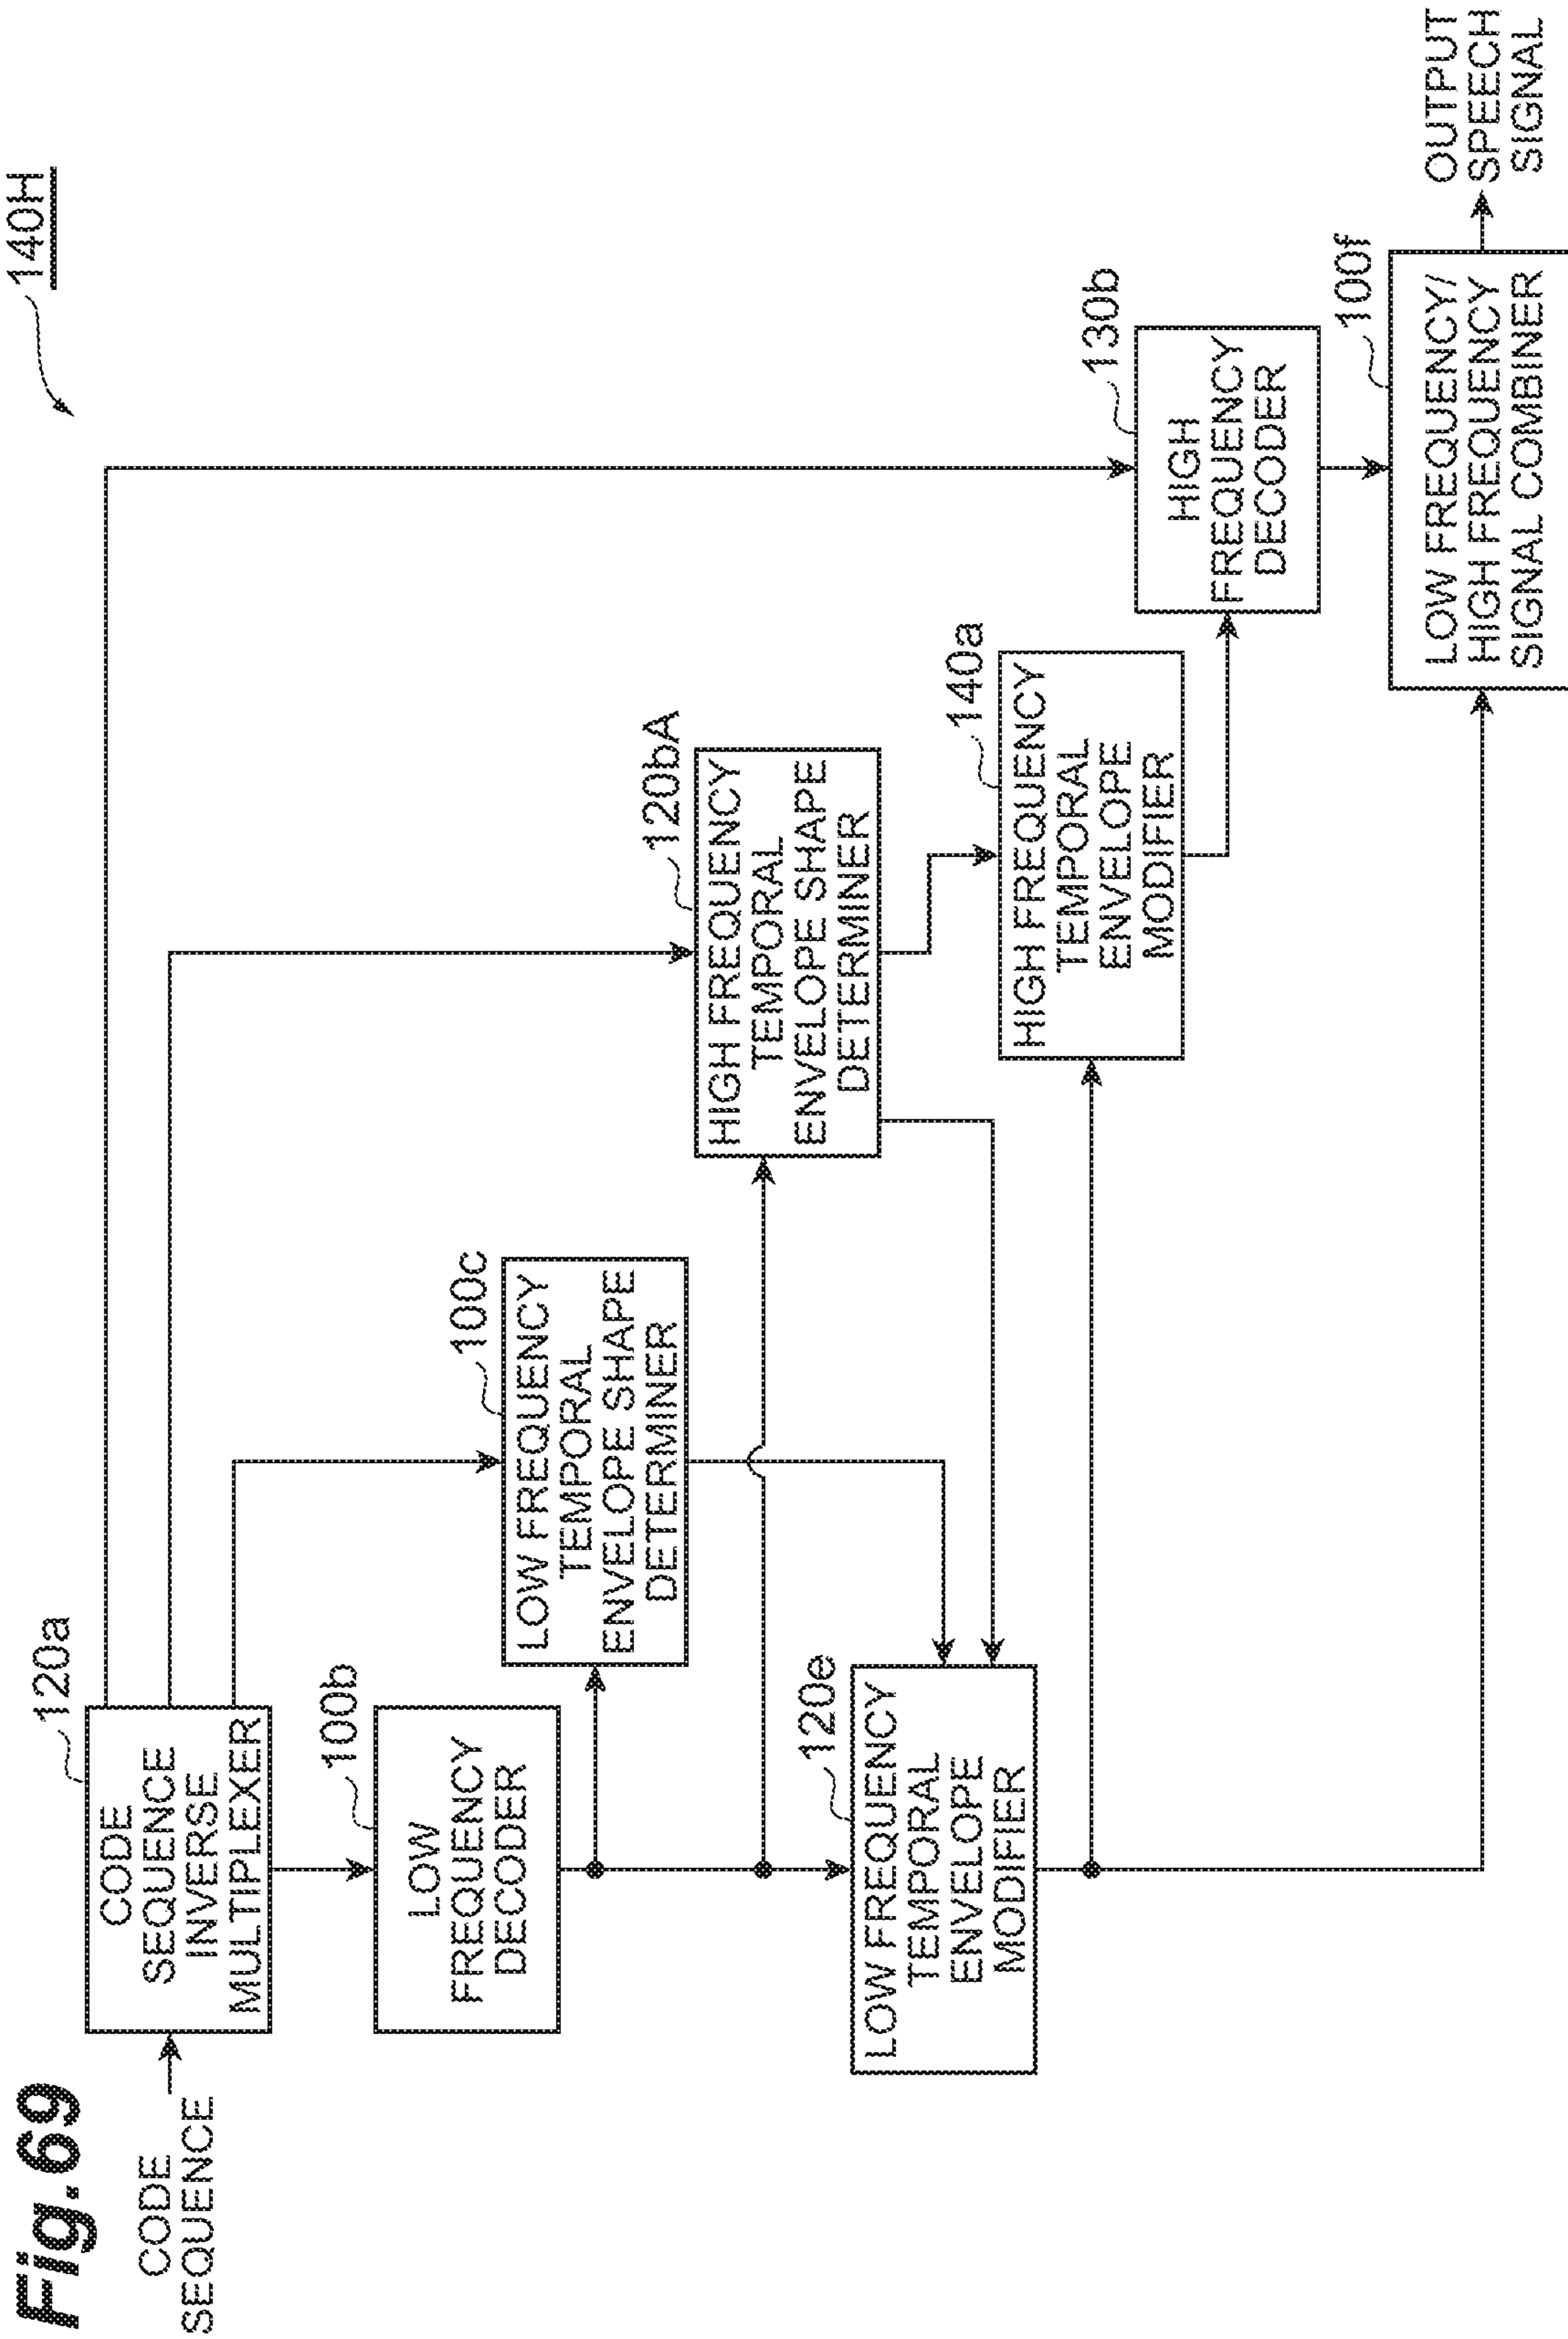 Fig.69
140H
CODE
SEQUENCE
120a
CODE
SEQUENCE
INVERSE
MULTIPLEXER
100b
LOW
FREQUENCY
DECODER
100c
LOW FREQUENCY
TEMPORAL
ENVELOPE SHAPE
DETERMINER
120bA
HIGH FREQUENCY
TEMPORAL
ENVELOPE SHAPE
DETERMINER
120e
LOW FREQUENCY
TEMPORAL
ENVELOPE
MODIFIER
140a
HIGH FREQUENCY
TEMPORAL
ENVELOPE
MODIFIER
130b
HIGH
FREQUENCY
DECODER
100f
LOW FREQUENCY/
HIGH FREQUENCY
SIGNAL COMBINER
OUTPUT
SPEECH
SIGNAL